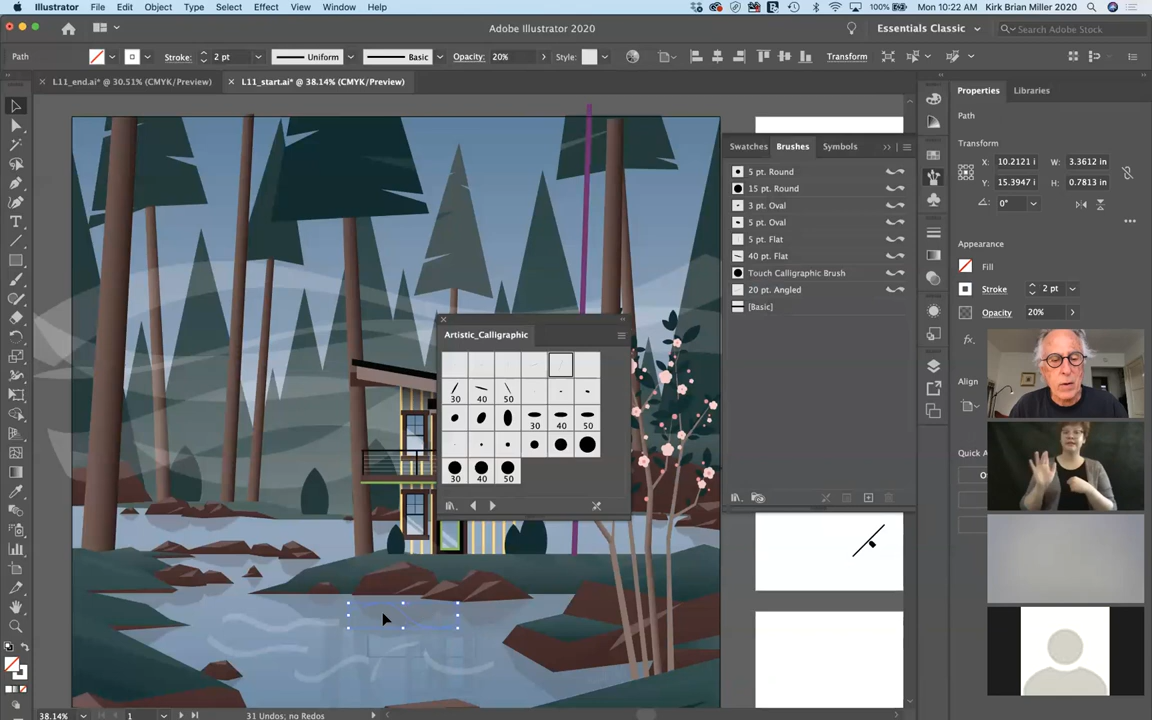 Illustrator File Edit Object Type Select Effect View Window Help 100% Mon 10:22 AM Kirk Brian Miller 2020
Adobe Illustrator 2020 Essentials Classic Search Adobe Stock
Path Stroke: 2 pt Uniform Basic Opacity: 20% Style: Transform
L11_end.ai* @ 30.51% (CMYK/Preview) L11_start.ai* @ 38.14% (CMYK/Preview)
Properties Libraries
Path
Transform
X: 10.2121 i W: 3.3612 in
Y: 15.3947 i H: 0.7813 in
0°
Appearance
Fill
Stroke 2 pt
Opacity 20%
fx.
Align
Quick A
O
Swatches Brushes Symbols
5 pt. Round
15 pt. Round
3 pt. Oval
5 pt. Oval
5 pt. Flat
40 pt. Flat
Touch Calligraphic Brush
20 pt. Angled
[Basic]
Artistic_Calligraphic
30 40 50
30 40 50
30 40 50
38.14% 1 31 Undos; no Redos